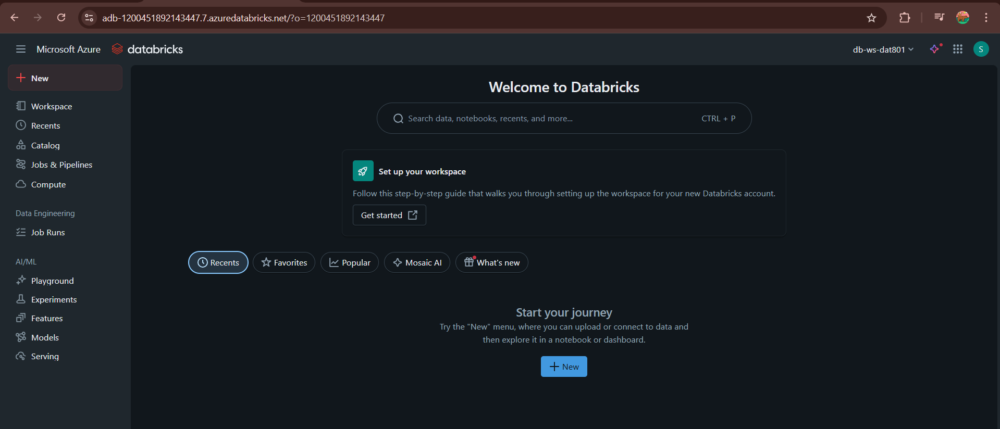 adb-1200451892143447.7.azuredatabricks.net/?o=1200451892143447
Microsoft Azure databricks
db-ws-dat801
S
New
Workspace
Recents
Catalog
Jobs & Pipelines
Compute
Data Engineering
Job Runs
AI/ML
Playground
Experiments
Features
Models
Serving
Welcome to Databricks
Search data, notebooks, recents, and more... CTRL + P
Set up your workspace
Follow this step-by-step guide that walks you through setting up the workspace for your new Databricks account.
Get started
Recents Favorites Popular Mosaic AI What's new
Start your journey
Try the "New" menu, where you can upload or connect to data and
then explore it in a notebook or dashboard.
New